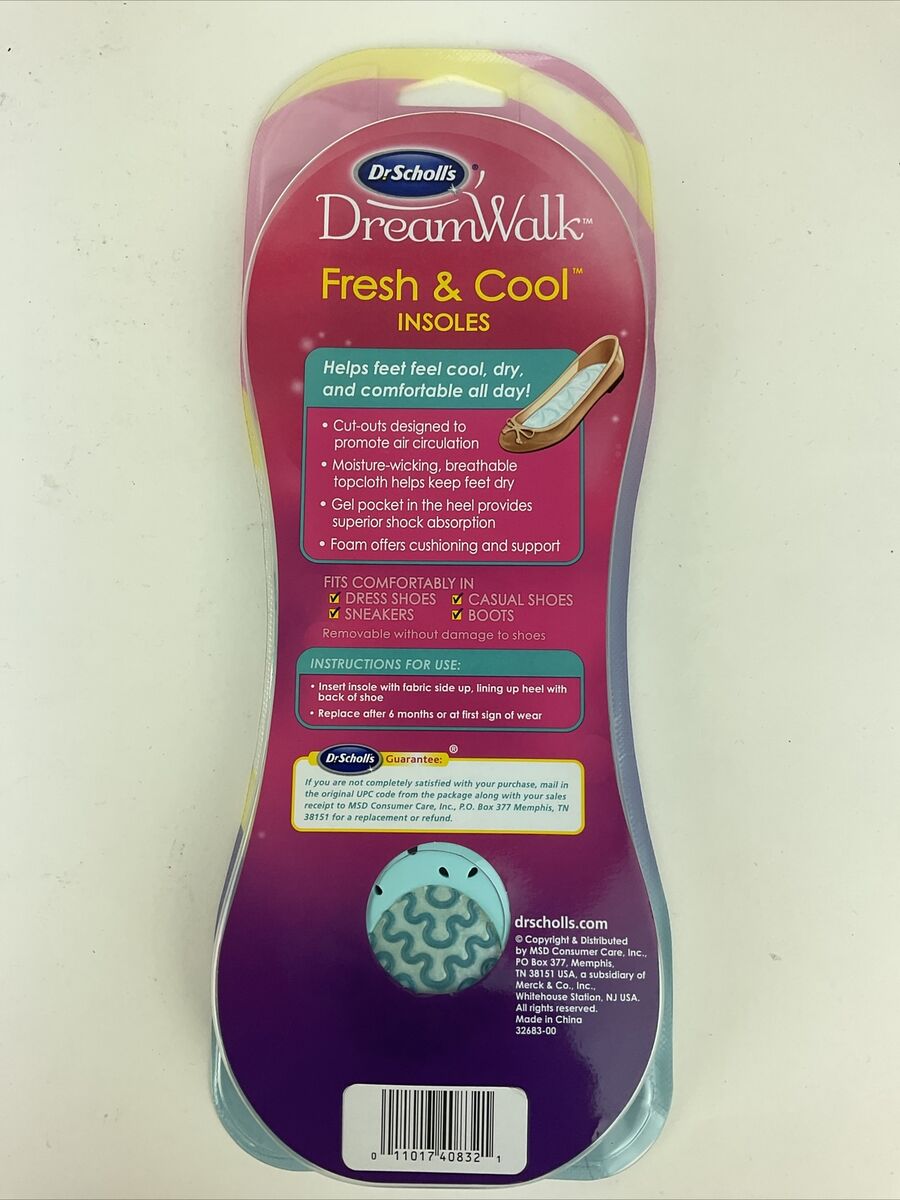 Dr.Scholl's®
DreamWalk™
Fresh & Cool™
INSOLES
Helps feet feel cool, dry,
and comfortable all day!
• Cut-outs designed to
promote air circulation
• Moisture-wicking, breathable
topcloth helps keep feet dry
• Gel pocket in the heel provides
superior shock absorption
• Foam offers cushioning and support
FITS COMFORTABLY IN
DRESS SHOES CASUAL SHOES
SNEAKERS BOOTS
Removable without damage to shoes
INSTRUCTIONS FOR USE:
• Insert insole with fabric side up, lining up heel with
back of shoe
• Replace after 6 months or at first sign of wear
Dr.Scholl's Guarantee:®
If you are not completely satisfied with your purchase, mail in
the original UPC code from the package along with your sales
receipt to MSD Consumer Care, Inc., P.O. Box 377 Memphis, TN
38151 for a replacement or refund.
drscholls.com
© Copyright & Distributed
by MSD Consumer Care, Inc.,
PO Box 377, Memphis,
TN 38151 USA, a subsidiary of
Merck & Co., Inc.,
Whitehouse Station, NJ USA.
All rights reserved.
Made in China
32683-00
0 11017 40832 1